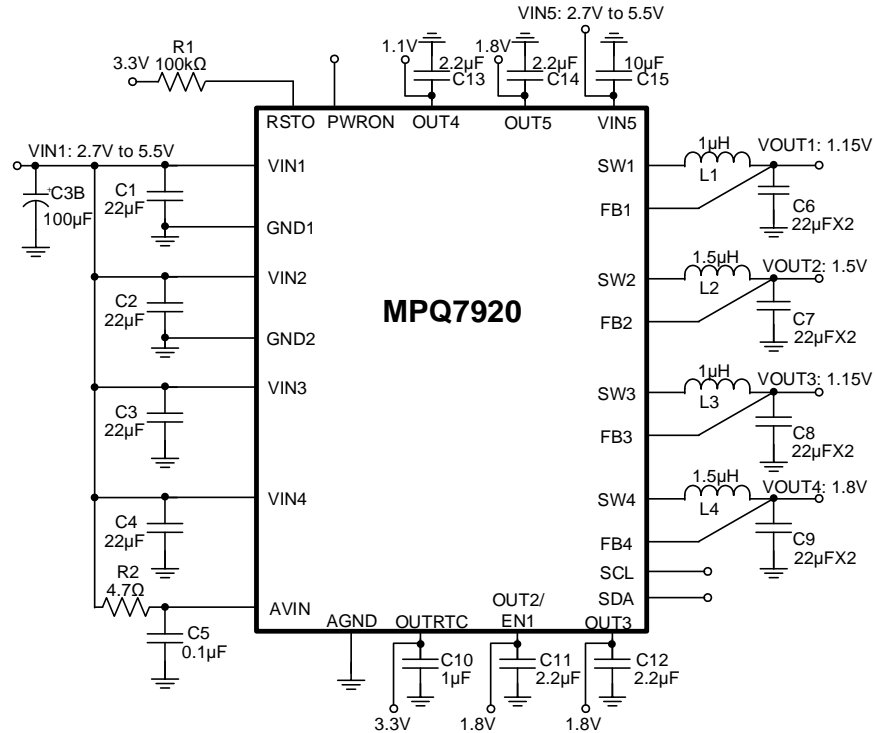 VIN5: 2.7V to 5.5V
R1
100kΩ
3.3V
1.1V
2.2µF
C13
1.8V
2.2µF
C14
10µF
C15
RSTO
PWRON
OUT4
OUT5
VIN5
VIN1: 2.7V to 5.5V
+
C3B
100µF
C1
22µF
VIN1
GND1
C2
22µF
VIN2
GND2
C3
22µF
VIN3
C4
22µF
VIN4
R2
4.7Ω
C5
0.1µF
AVIN
MPQ7920
SW1
1µH
L1
VOUT1: 1.15V
FB1
C6
22µFX2
SW2
1.5µH
L2
VOUT2: 1.5V
FB2
C7
22µFX2
SW3
1µH
L3
VOUT3: 1.15V
FB3
C8
22µFX2
SW4
1.5µH
L4
VOUT4: 1.8V
FB4
C9
22µFX2
SCL
SDA
AGND
OUTRTC
OUT2/
EN1
OUT3
C10
1µF
3.3V
C11
2.2µF
1.8V
C12
2.2µF
1.8V